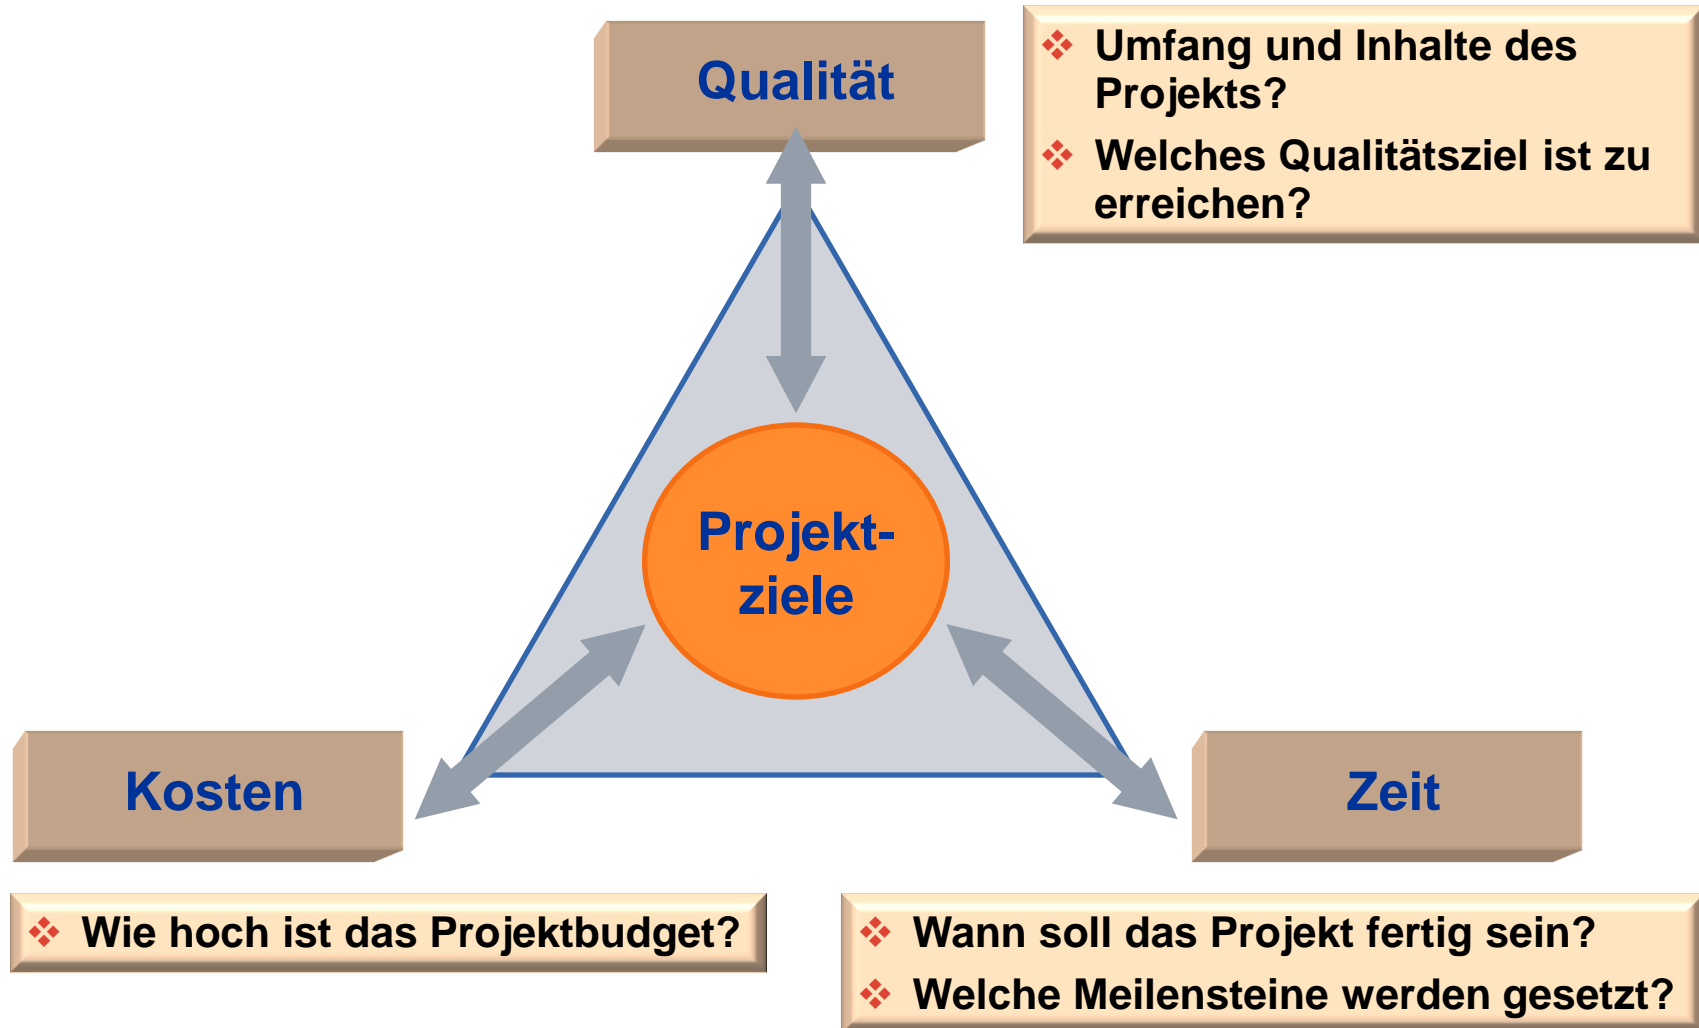 Qualität
Umfang und Inhalte des
Projekts?
Welches Qualitätsziel ist zu
erreichen?
Projekt-
ziele
Kosten
Zeit
Wie hoch ist das Projektbudget?
Wann soll das Projekt fertig sein?
Welche Meilensteine werden gesetzt?